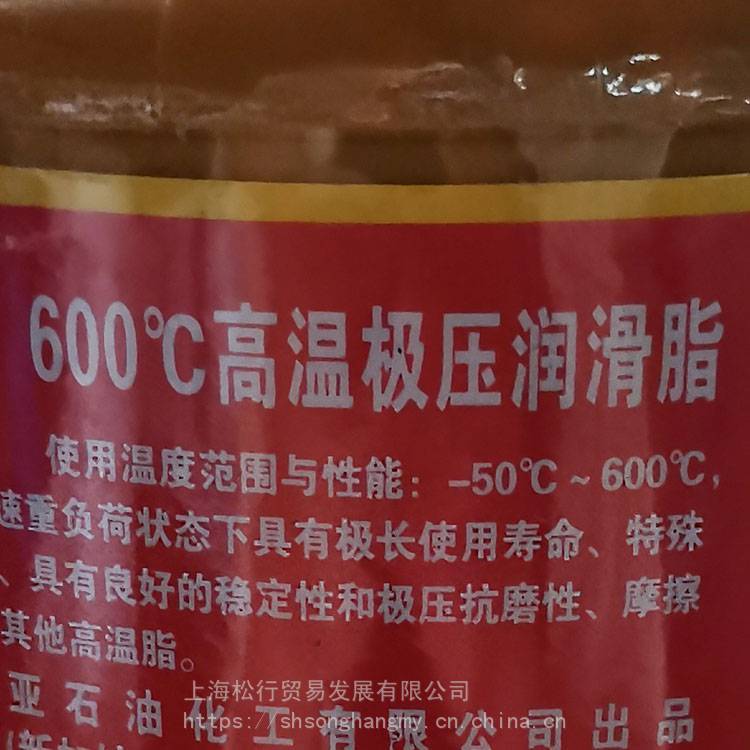 600℃高温极压润滑脂
使用温度范围与性能：-50℃～600℃，
速重负荷状态下具有极长使用寿命、特殊
、具有良好的稳定性和极压抗磨性、摩擦
其他高温脂。
上海松行贸易发展有限公司
亚石油化工有限公司出品
https://shsonghangmy.cn.china.cn